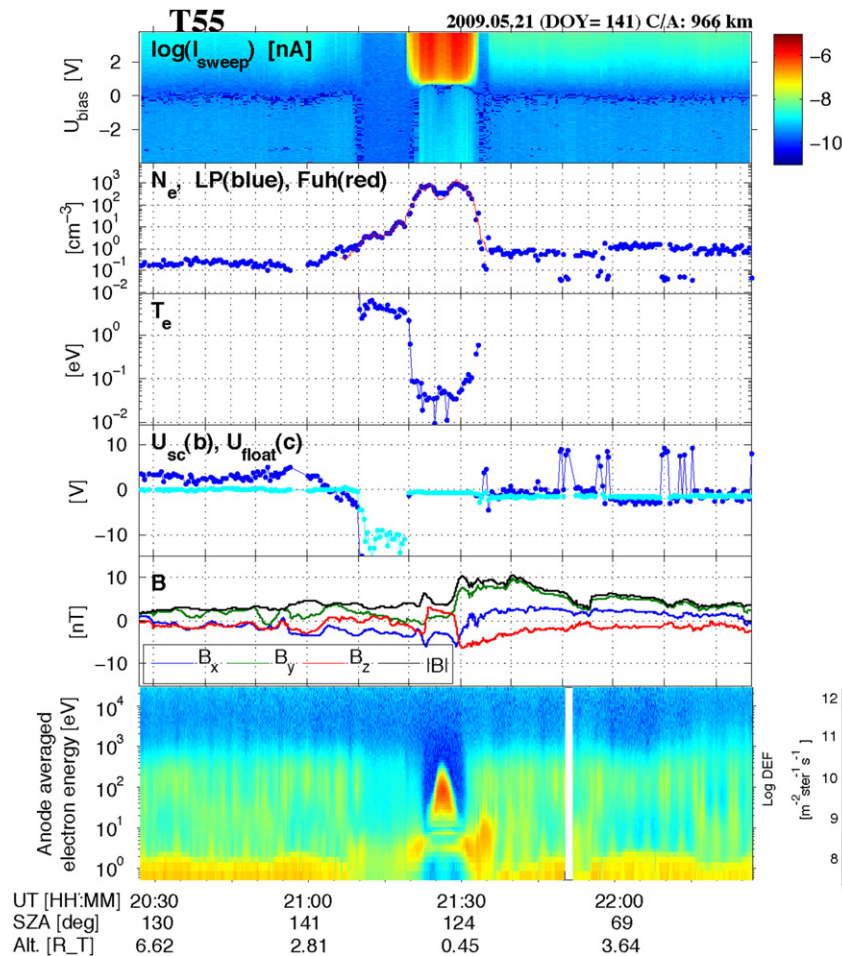 T55 2009.05.21 (DOY= 141) C/A: 966 km
log(I_sweep) [nA]
U_bias [V]
2
0
−2
−6
−8
−10
N_e, LP(blue), Fuh(red)
[cm^−3]
10^3
10^2
10^1
10^0
10^−1
10^−2
T_e
[eV]
10^0
10^−1
10^−2
U_sc(b), U_float(c)
[V]
10
0
−10
B
[nT]
10
0
−10
B_x B_y B_z |B|
Anode averaged
electron energy [eV]
10^4
10^3
10^2
10^1
10^0
Log DEF
[m^−2 ster^−1 s^−1]
12
11
10
9
8
UT [HH:MM] 20:30 21:00 21:30 22:00
SZA [deg] 130 141 124 69
Alt. [R_T] 6.62 2.81 0.45 3.64